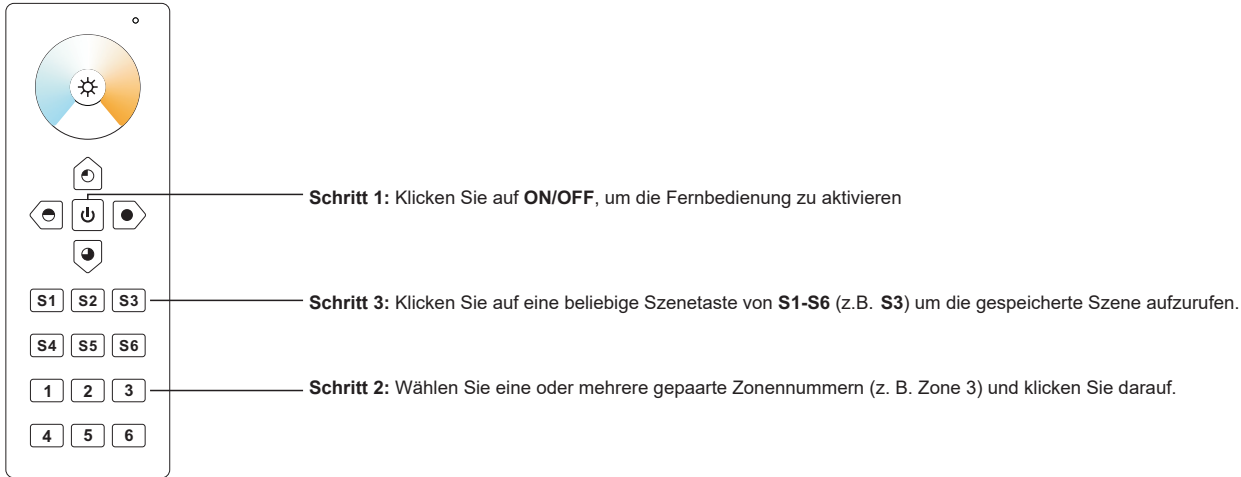 Schritt 1: Klicken Sie auf ON/OFF, um die Fernbedienung zu aktivieren
S1 S2 S3
Schritt 3: Klicken Sie auf eine beliebige Szenetaste von S1-S6 (z.B. S3) um die gespeicherte Szene aufzurufen.
S4 S5 S6
1 2 3
Schritt 2: Wählen Sie eine oder mehrere gepaarte Zonennummern (z. B. Zone 3) und klicken Sie darauf.
4 5 6